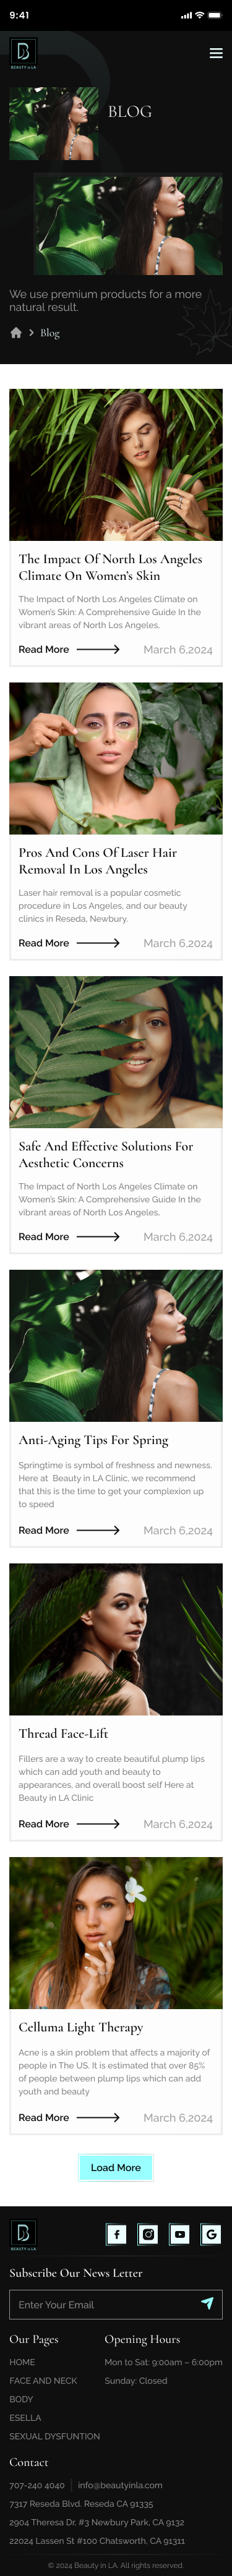 9:41
B
BEAUTY in LA
BLOG
We use premium products for a more
natural result.
Blog
The Impact Of North Los Angeles
Climate On Women's Skin
The Impact of North Los Angeles Climate on
Women's Skin: A Comprehensive Guide In the
vibrant areas of North Los Angeles,
Read More
March 6,2024
Pros And Cons Of Laser Hair
Removal In Los Angeles
Laser hair removal is a popular cosmetic
procedure in Los Angeles, and our beauty
clinics in Reseda, Newbury.
Read More
March 6,2024
Safe And Effective Solutions For
Aesthetic Concerns
The Impact of North Los Angeles Climate on
Women's Skin: A Comprehensive Guide In the
vibrant areas of North Los Angeles,
Read More
March 6,2024
Anti-Aging Tips For Spring
Springtime is symbol of freshness and newness.
Here at Beauty in LA Clinic, we recommend
that this is the time to get your complexion up
to speed
Read More
March 6,2024
Thread Face-Lift
Fillers are a way to create beautiful plump lips
which can add youth and beauty to
appearances, and overall boost self Here at
Beauty in LA Clinic
Read More
March 6,2024
Celluma Light Therapy
Acne is a skin problem that affects a majority of
people in The US. It is estimated that over 85%
of people between plump lips which can add
youth and beauty
Read More
March 6,2024
Load More
B
BEAUTY in LA
Subscribe Our News Letter
Enter Your Email
Our Pages
Opening Hours
HOME
Mon to Sat: 9:00am – 6:00pm
FACE AND NECK
Sunday: Closed
BODY
ESELLA
SEXUAL DYSFUNTION
Contact
707-240 4040
info@beautyinla.com
7317 Reseda Blvd. Reseda CA 91335
2904 Theresa Dr, #3 Newbury Park, CA 9132
22024 Lassen St #100 Chatsworth, CA 91311
© 2024 Beauty in LA. All rights reserved.